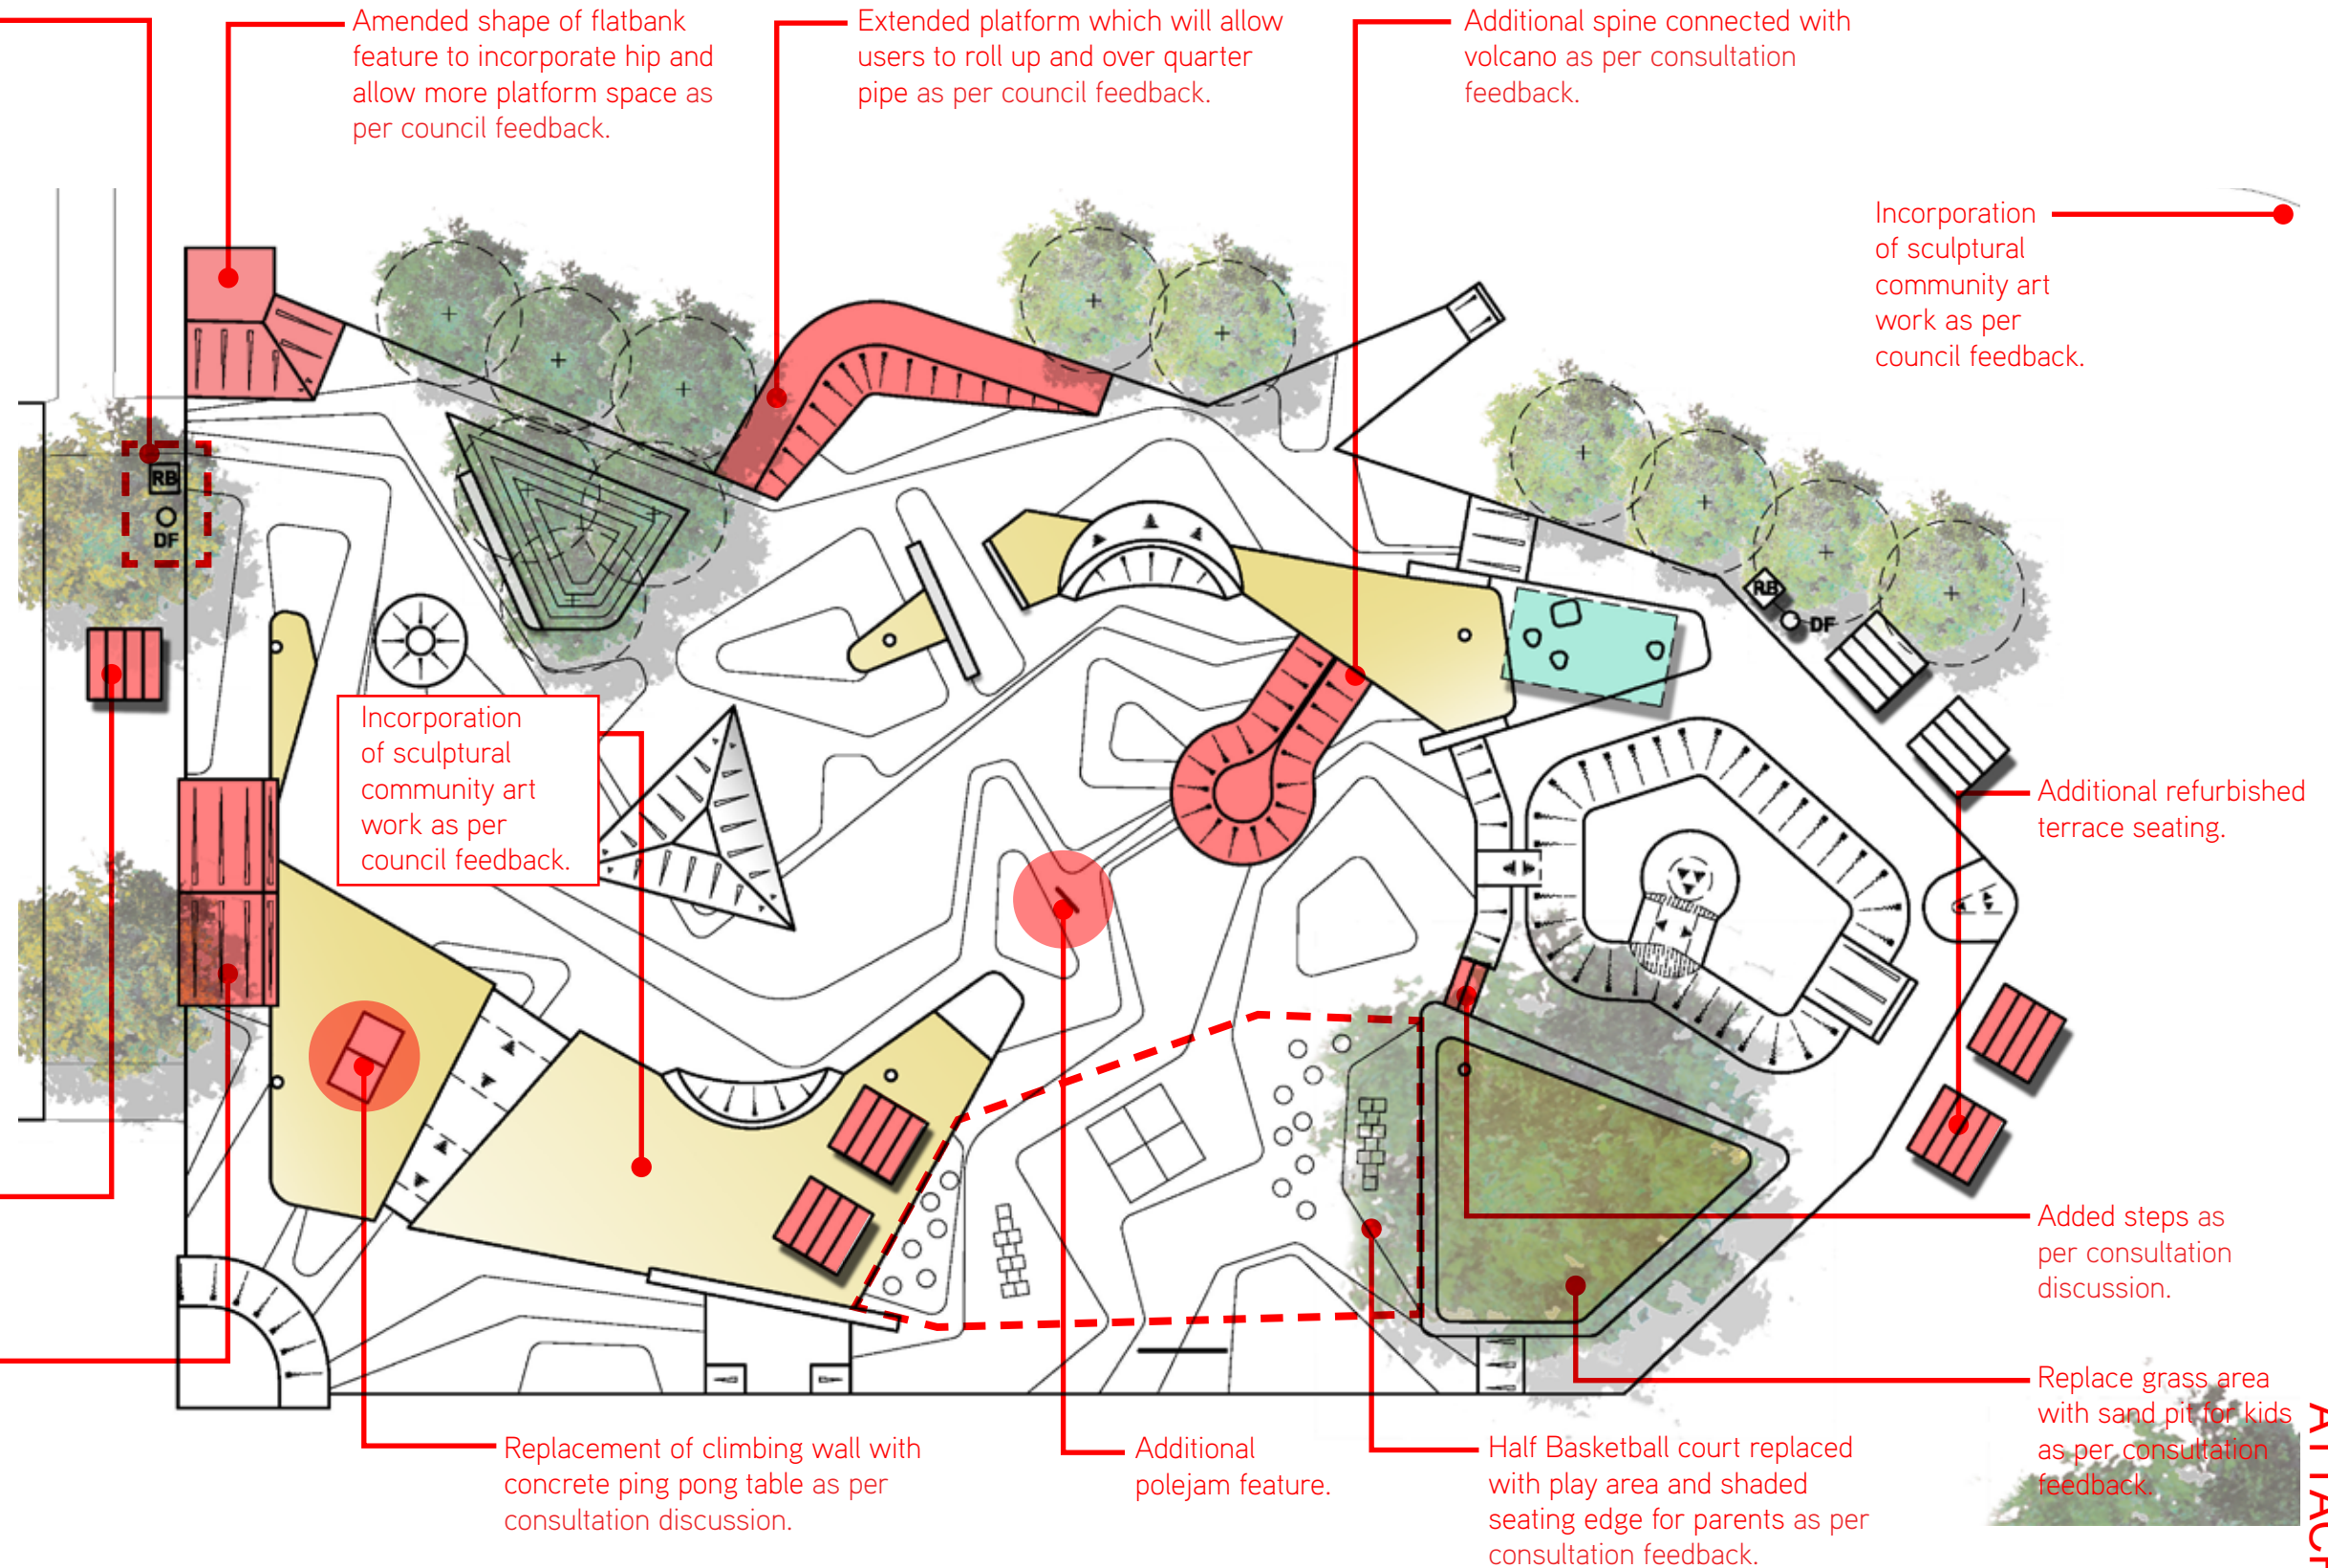 Amended shape of flatbank
feature to incorporate hip and
allow more platform space as
per council feedback.
Extended platform which will allow
users to roll up and over quarter
pipe as per council feedback.
Additional spine connected with
volcano as per consultation
feedback.
Incorporation
of sculptural
community art
work as per
council feedback.
RB
DF
RB
DF
Incorporation
of sculptural
community art
work as per
council feedback.
Additional refurbished
terrace seating.
Added steps as
per consultation
discussion.
Replace grass area
with sand pit for kids
as per consultation
feedback.
Replacement of climbing wall with
concrete ping pong table as per
consultation discussion.
Additional
polejam feature.
Half Basketball court replaced
with play area and shaded
seating edge for parents as per
consultation feedback.